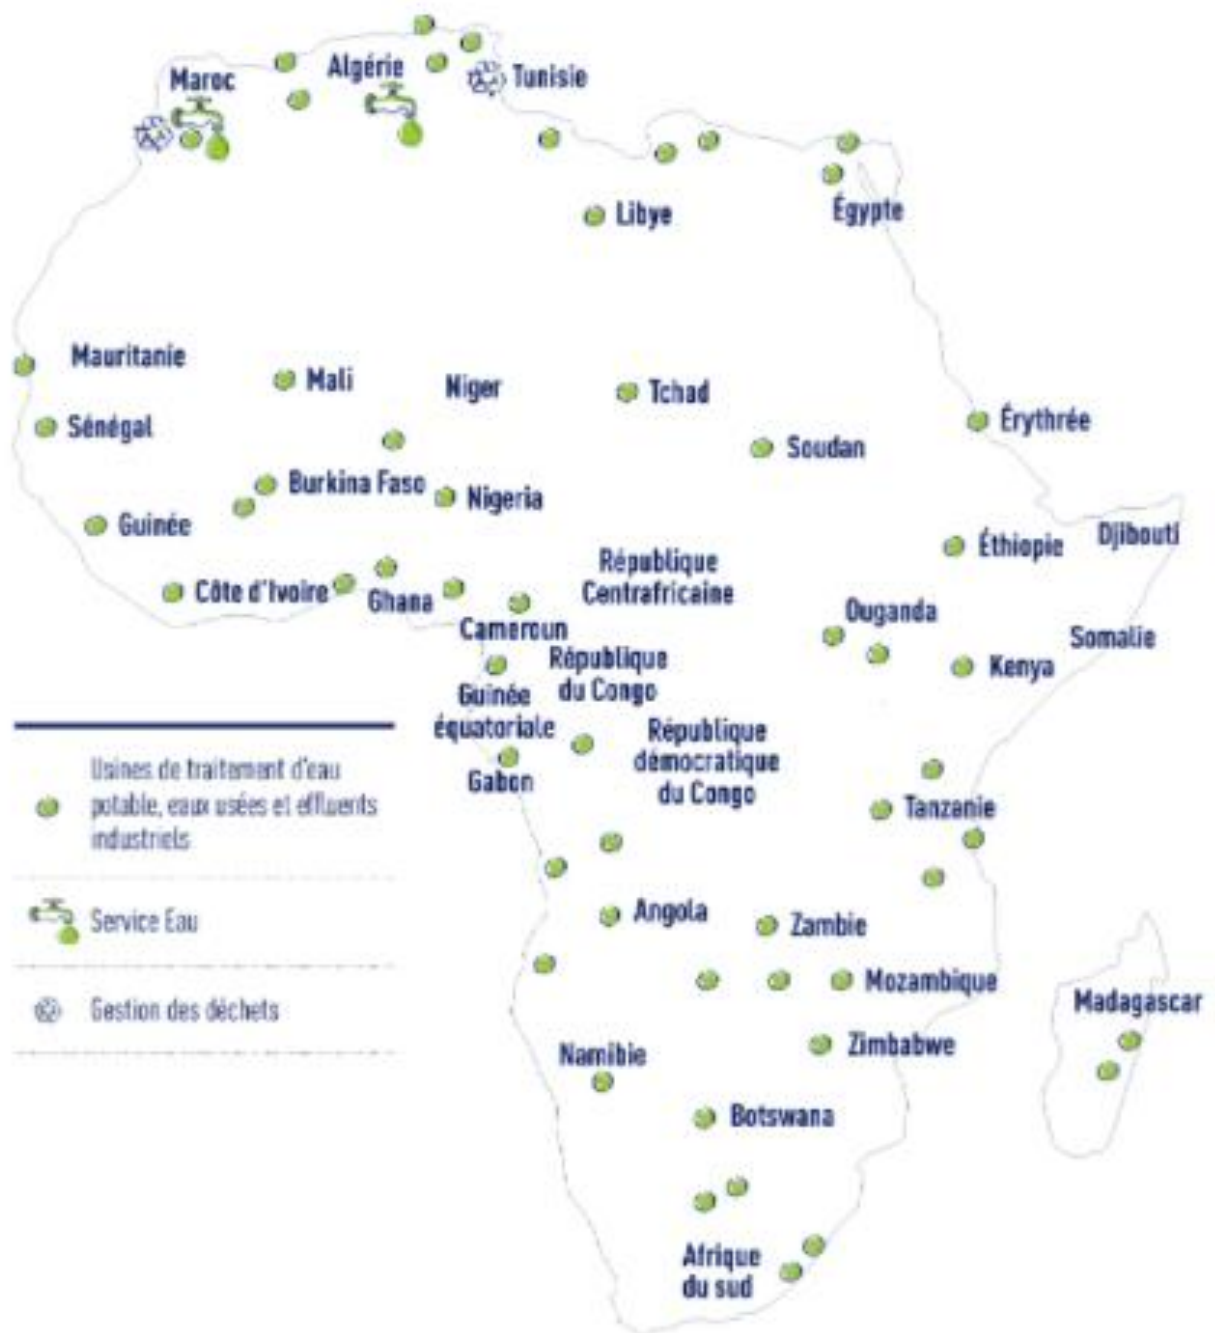 Maroc
Algérie
Tunisie
Libye
Égypte
Mauritanie
Mali
Niger
Tchad
Érythrée
Sénégal
Soudan
Burkina Faso
Nigeria
Guinée
Éthiopie
Djibouti
République
Centrafricaine
Côte d'Ivoire
Ghana
Ouganda
Cameroun
Somalie
République
du Congo
Kenya
Guinée
équatoriale
République
démocratique
du Congo
Gabon
Tanzanie
Usines de traitement d'eau
potable, eaux usées et effluents
industriels
Service Eau
Gestion des déchets
Angola
Zambie
Mozambique
Madagascar
Zimbabwe
Namibie
Botswana
Afrique
du sud